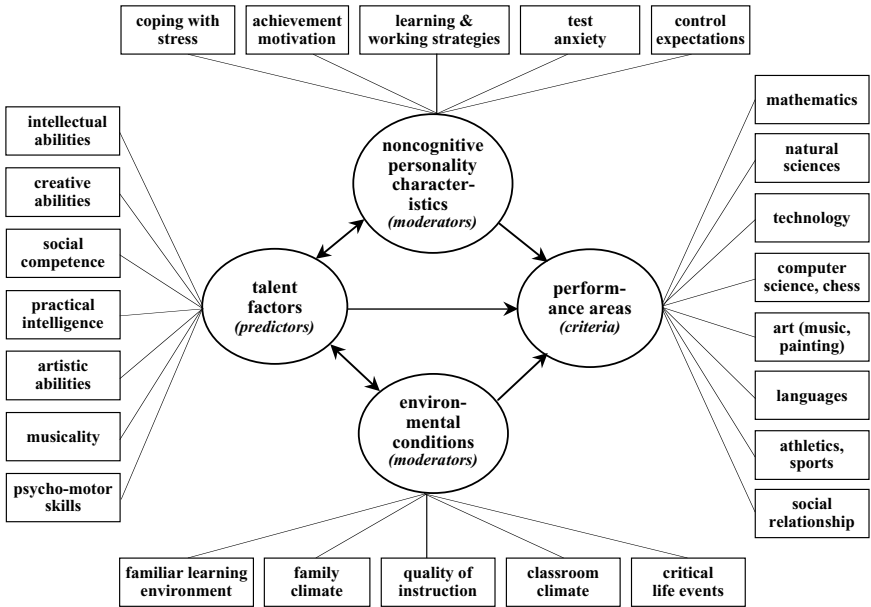 coping with
stress
achievement
motivation
learning &
working strategies
test
anxiety
control
expectations
intellectual
abilities
creative
abilities
social
competence
practical
intelligence
artistic
abilities
musicality
psycho-motor
skills
noncognitive
personality
character-
istics
(moderators)
talent
factors
(predictors)
perform-
ance areas
(criteria)
environ-
mental
conditions
(moderators)
mathematics
natural
sciences
technology
computer
science, chess
art (music,
painting)
languages
athletics,
sports
social
relationship
familiar learning
environment
family
climate
quality of
instruction
classroom
climate
critical
life events